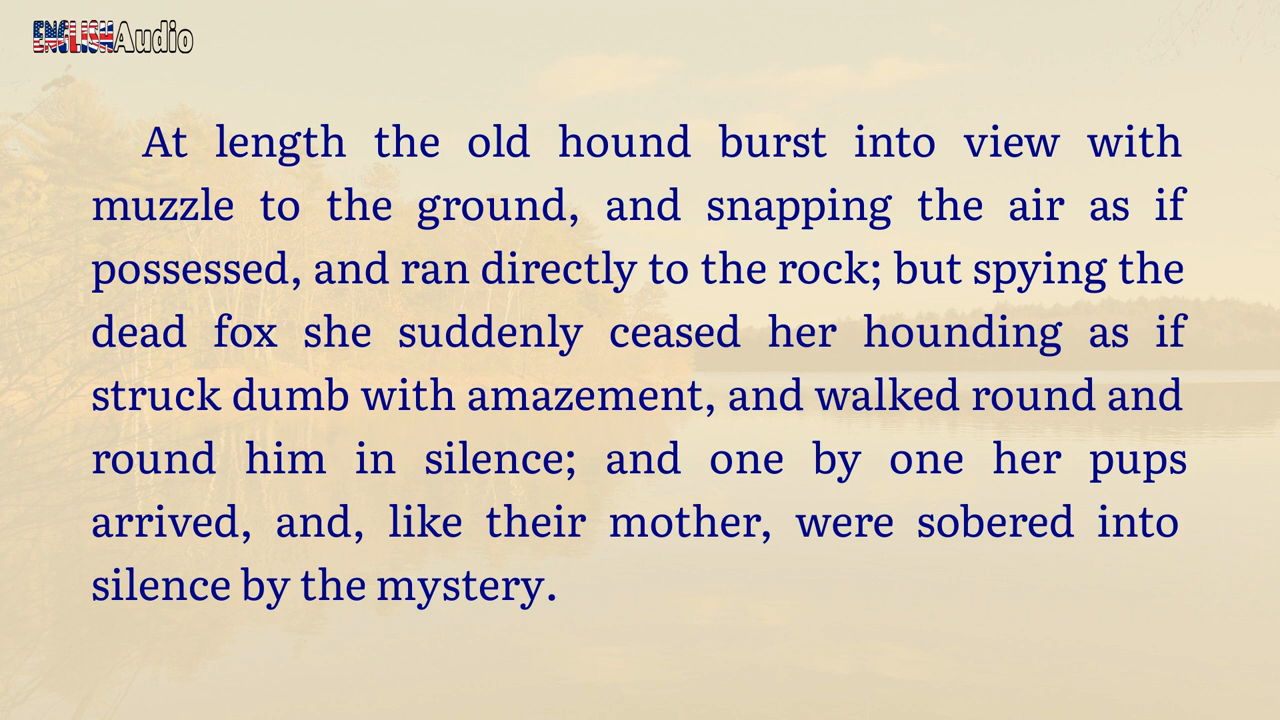 ENGLISHAudio
At length the old hound burst into view with
muzzle to the ground, and snapping the air as if
possessed, and ran directly to the rock; but spying the
dead fox she suddenly ceased her hounding as if
struck dumb with amazement, and walked round and
round him in silence; and one by one her pups
arrived, and, like their mother, were sobered into
silence by the mystery.